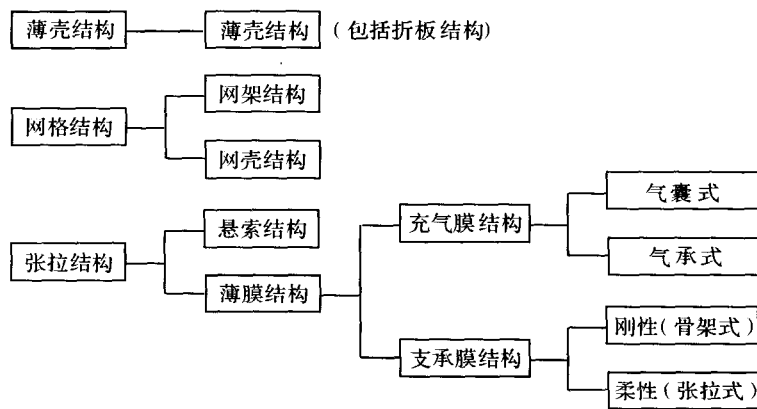 薄壳结构
薄壳结构
(包括折板结构)
网架结构
网格结构
网壳结构
气囊式
悬索结构
充气膜结构
张拉结构
气承式
薄膜结构
刚性(骨架式)
支承膜结构
柔性(张拉式)